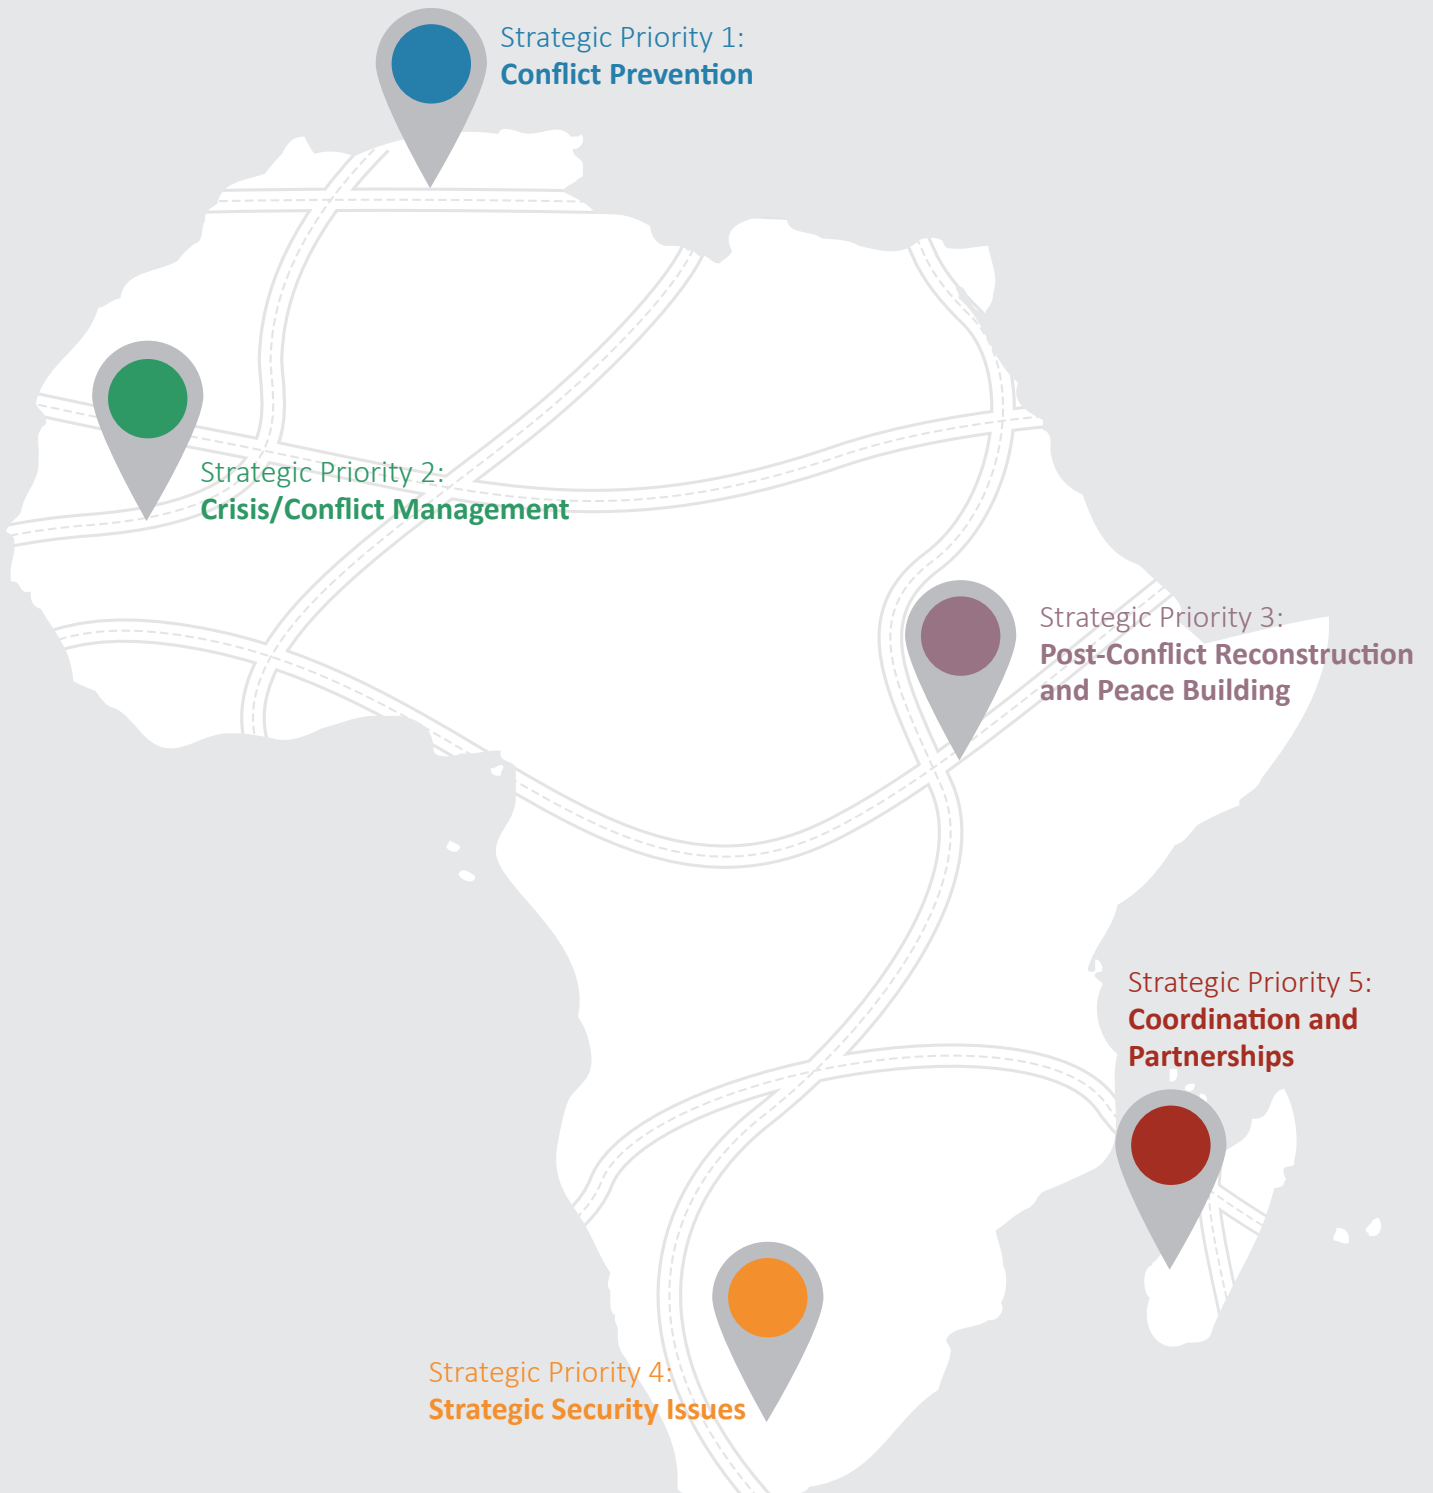 Strategic Priority 1:
Conflict Prevention
Strategic Priority 2:
Crisis/Conflict Management
Strategic Priority 3:
Post-Conflict Reconstruction
and Peace Building
Strategic Priority 5:
Coordination and
Partnerships
Strategic Priority 4:
Strategic Security Issues